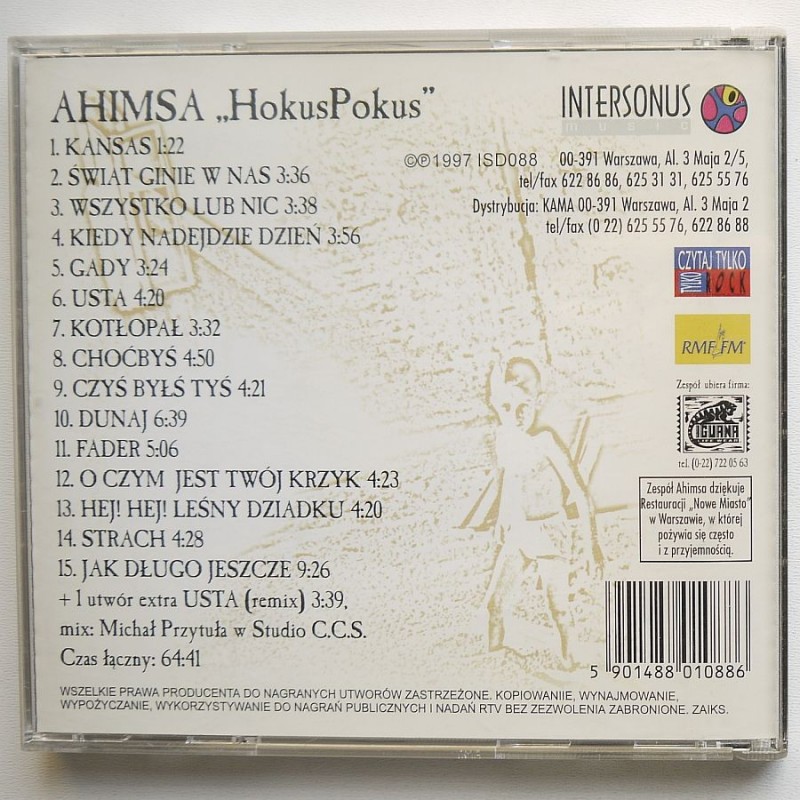 AHIMSA „HokusPokus”
1. KANSAS 1:22
2. ŚWIAT GINIE W NAS 3:36
3. WSZYSTKO LUB NIC 3:38
4. KIEDY NADEJDZIE DZIEŃ 3:56
5. GADY 3:24
6. USTA 4:20
7. KOTŁOPAŁ 3:32
8. CHOĆBYŚ 4:50
9. CZYŚ BYŁŚ TYŚ 4:21
10. DUNAJ 6:39
11. FADER 5:06
12. O CZYM JEST TWÓJ KRZYK 4:23
13. HEJ! HEJ! LEŚNY DZIADKU 4:20
14. STRACH 4:28
15. JAK DŁUGO JESZCZE 9:26
+ 1 utwór extra USTA (remix) 3:39,
mix: Michał Przytuła w Studio C.C.S.
Czas łączny: 64:41
INTERSONUS
music
©℗1997 ISD088
00-391 Warszawa, Al. 3 Maja 2/5,
tel/fax 622 86 86, 625 31 31, 625 55 76
Dystrybucja: KAMA 00-391 Warszawa, Al. 3 Maja 2
tel/fax (0 22) 625 55 76, 622 86 88
CZYTAJ TYLKO
TYLKO ROCK
RMF FM
Zespół ubiera firma:
IGUANA
LIFE WEAR
tel. (0-22) 722 05 63
Zespół Ahimsa dziękuje
Restauracji „Nowe Miasto”
w Warszawie, w której
pożywia się często
i z przyjemnością.
5 901488 010886
WSZELKIE PRAWA PRODUCENTA DO NAGRANYCH UTWORÓW ZASTRZEŻONE. KOPIOWANIIE, WYNAJMOWANIE,
WYPOŻYCZANIE, WYKORZYSTYWANIE DO NAGRAŃ PUBLICZNYCH I NADAŃ RTV BEZ ZEZWOLENIA ZABRONIONE. ZAIKS.